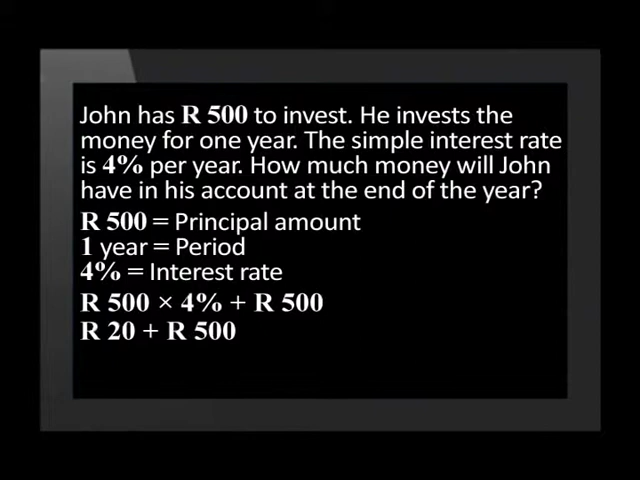 John has R 500 to invest. He invests the
money for one year. The simple interest rate
is 4% per year. How much money will John
have in his account at the end of the year?
R 500 = Principal amount
1 year = Period
4% = Interest rate
R 500 × 4% + R 500
R 20 + R 500